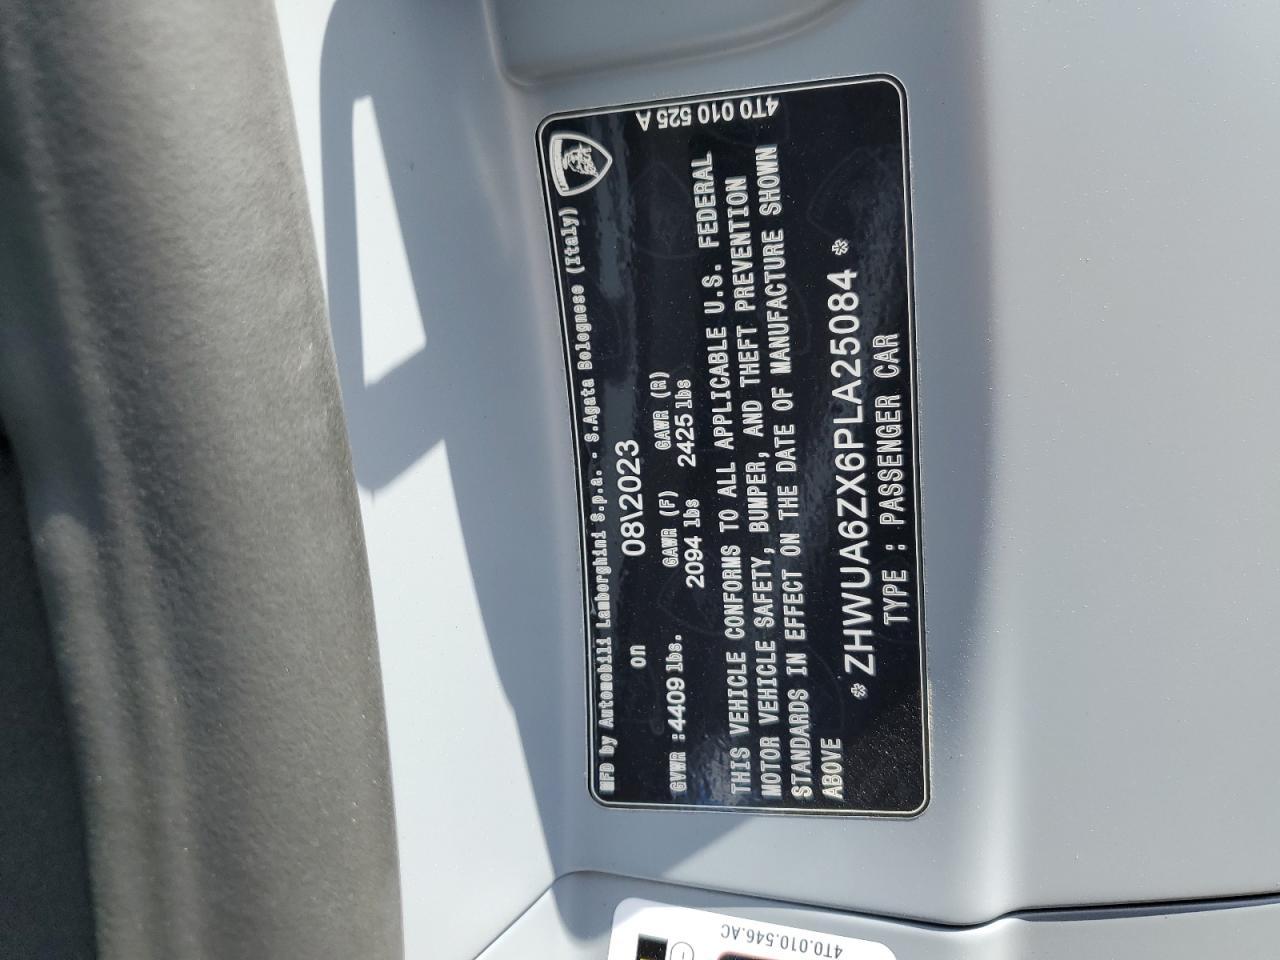 MFD by Automobili Lamborghini S.p.a. - S.Agata Bolognese (Italy)
on 08\2023
GAWR (F) GAWR (R)
GVWR :4409 lbs. 2094 lbs 2425 lbs
THIS VEHICLE CONFORMS TO ALL APPLICABLE U.S. FEDERAL
MOTOR VEHICLE SAFETY, BUMPER, AND THEFT PREVENTION
STANDARDS IN EFFECT ON THE DATE OF MANUFACTURE SHOWN
ABOVE
* ZHWUA6ZX6PLA25084 *
TYPE : PASSENGER CAR
4T0 010 525 A
4T0.010.546.AC